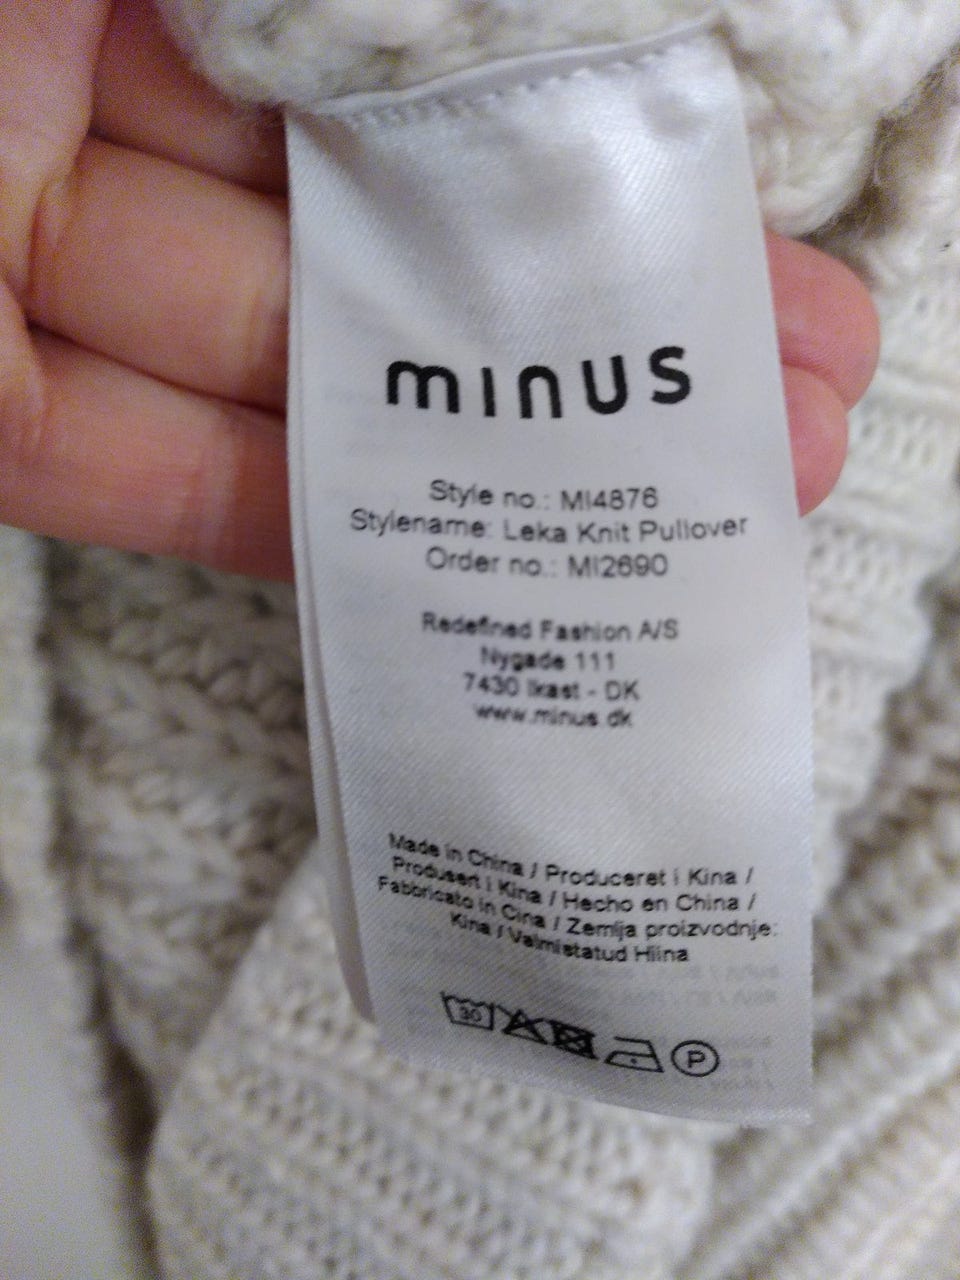 minus
Style no.: MI4876
Stylename: Leka Knit Pullover
Order no.: MI2690
Redefined Fashion A/S
Nygade 111
7430 Ikast - DK
www.minus.dk
Made in China / Produceret i Kina /
Produsert i Kina / Hecho en China /
Fabbricato in Cina / Zemlja proizvodnje:
Kina / Valmistatud Hiina
30
P